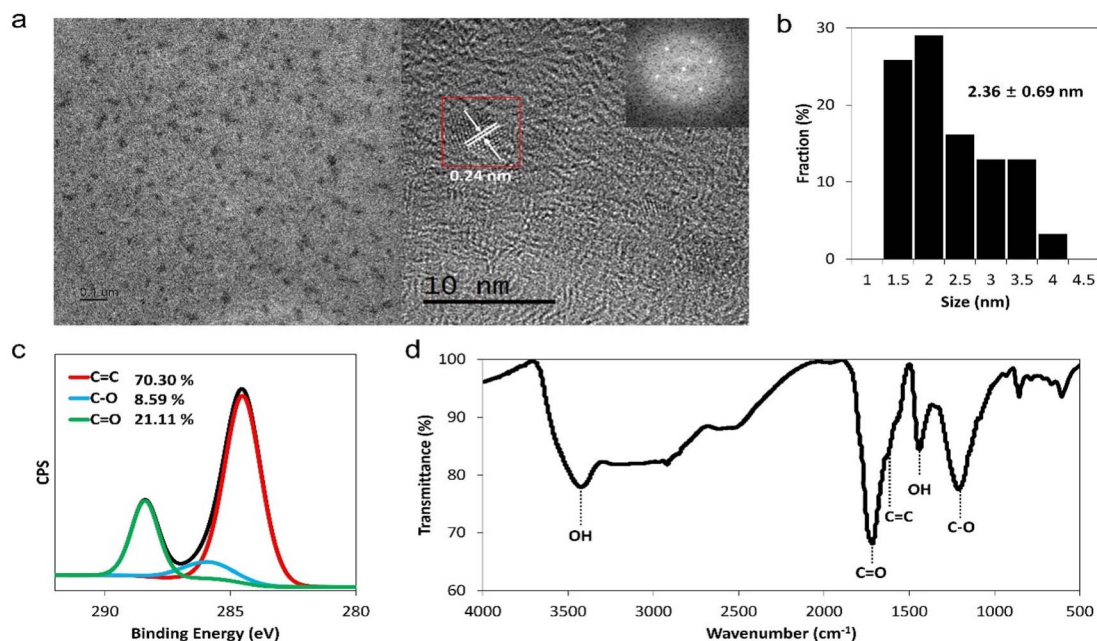 a
0.1 um
0.24 nm
10 nm
b
30
20
10
0
Fraction (%)
2.36 ± 0.69 nm
1 1.5 2 2.5 3 3.5 4 4.5
Size (nm)
c
C=C 70.30 %
C-O 8.59 %
C=O 21.11 %
CPS
290 285 280
Binding Energy (eV)
d
100
90
80
70
60
Transmittance (%)
OH
C=O
C=C
OH
C-O
4000 3500 3000 2500 2000 1500 1000 500
Wavenumber (cm⁻¹)